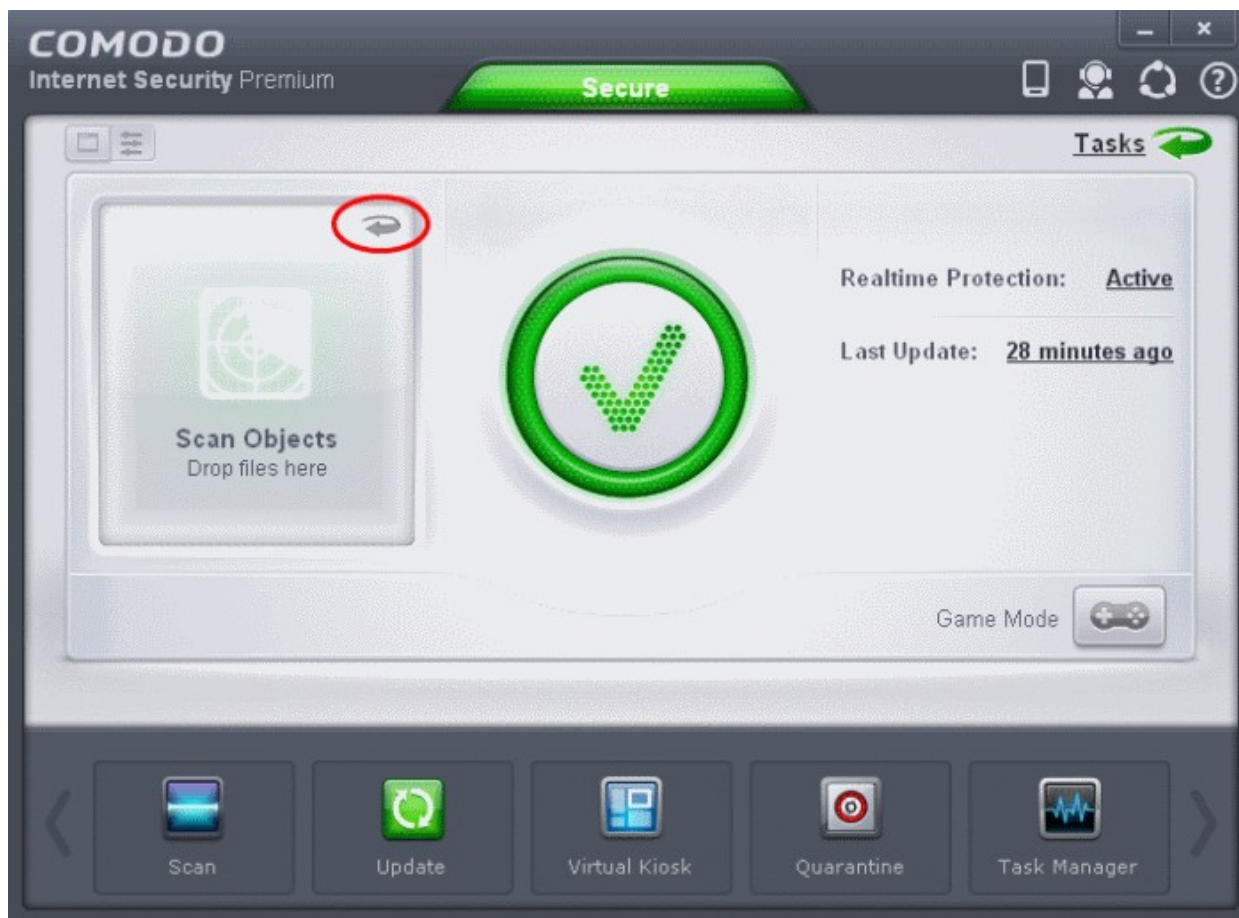 COMODO
Internet Security Premium
Secure
Tasks
Scan Objects
Drop files here
Realtime Protection: Active
Last Update: 28 minutes ago
Game Mode
Scan
Update
Virtual Kiosk
Quarantine
Task Manager